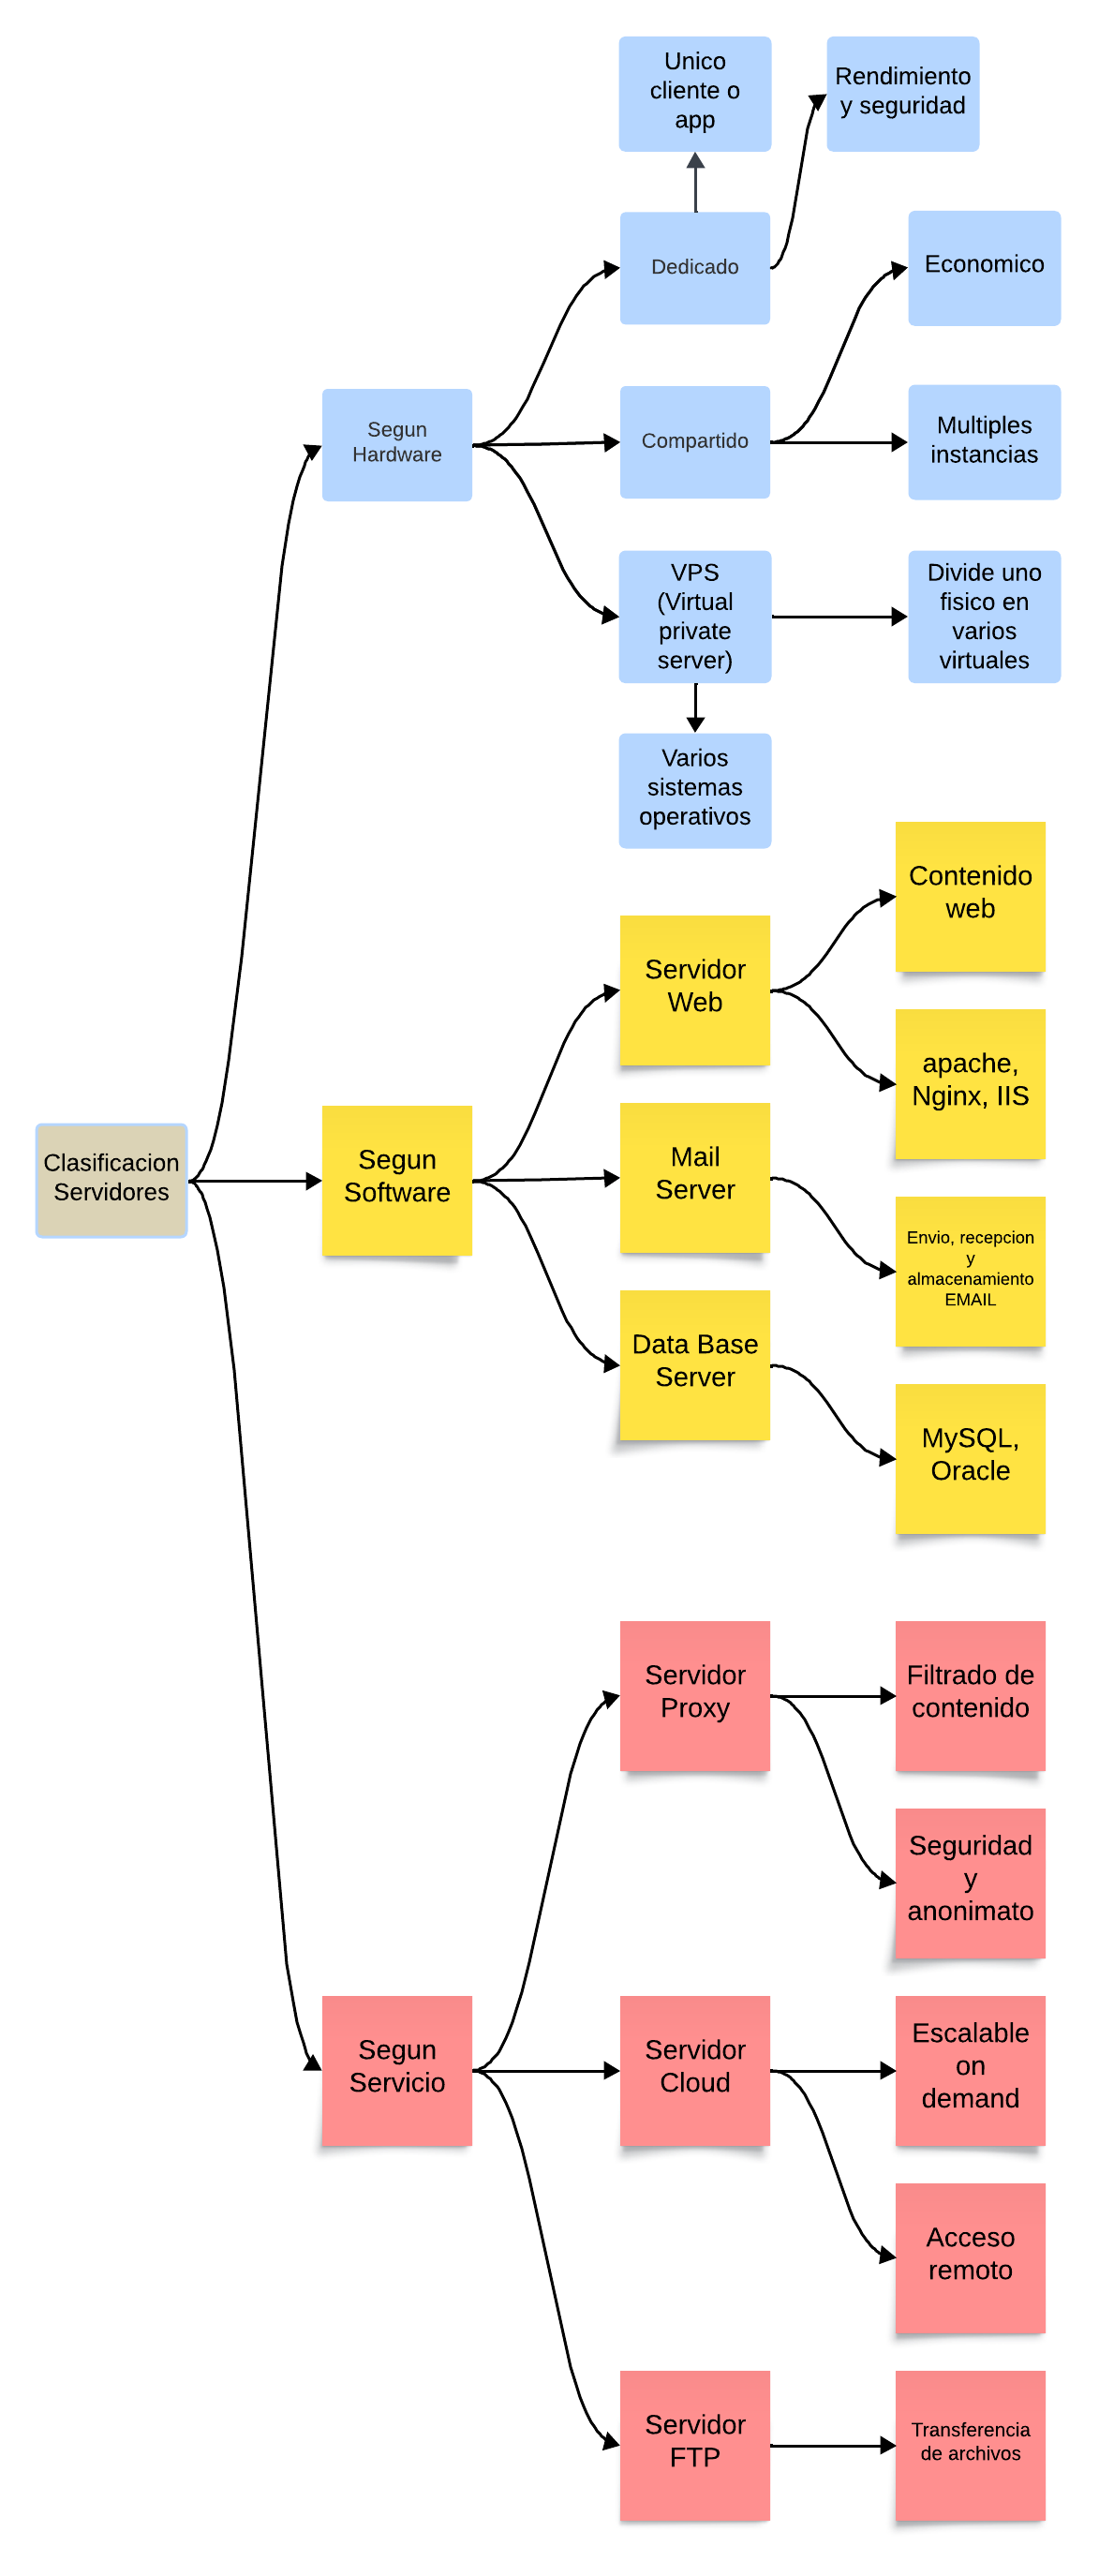 Unico
cliente o
app
Rendimiento
y seguridad
Dedicado
Economico
Segun
Hardware
Compartido
Multiples
instancias
VPS
(Virtual
private
server)
Divide uno
fisico en
varios
virtuales
Varios
sistemas
operativos
Contenido
web
Servidor
Web
apache,
Nginx, IIS
Clasificacion
Servidores
Segun
Software
Mail
Server
Envio, recepcion
y
almacenamiento
EMAIL
Data Base
Server
MySQL,
Oracle
Servidor
Proxy
Filtrado de
contenido
Seguridad
y
anonimato
Segun
Servicio
Servidor
Cloud
Escalable
on
demand
Acceso
remoto
Servidor
FTP
Transferencia
de archivos